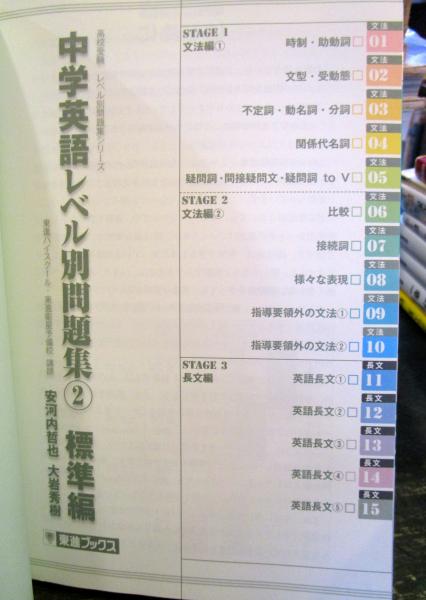 高校受験 レベル別問題集シリーズ
中学英語レベル別問題集② 標準編
東進ハイスクール・東進衛星予備校 講師
安河内哲也 大岩秀樹
東進ブックス
STAGE 1
文法編①
時制・助動詞
文法
01
文型・受動態
文法
02
不定詞・動名詞・分詞
文法
03
関係代名詞
文法
04
疑問詞・間接疑問文・疑問詞 to V
文法
05
STAGE 2
文法編②
比較
文法
06
接続詞
文法
07
様々な表現
文法
08
指導要領外の文法①
文法
09
指導要領外の文法②
文法
10
STAGE 3
長文編
英語長文①
長文
11
英語長文②
長文
12
英語長文③
長文
13
英語長文④
長文
14
英語長文⑤
長文
15